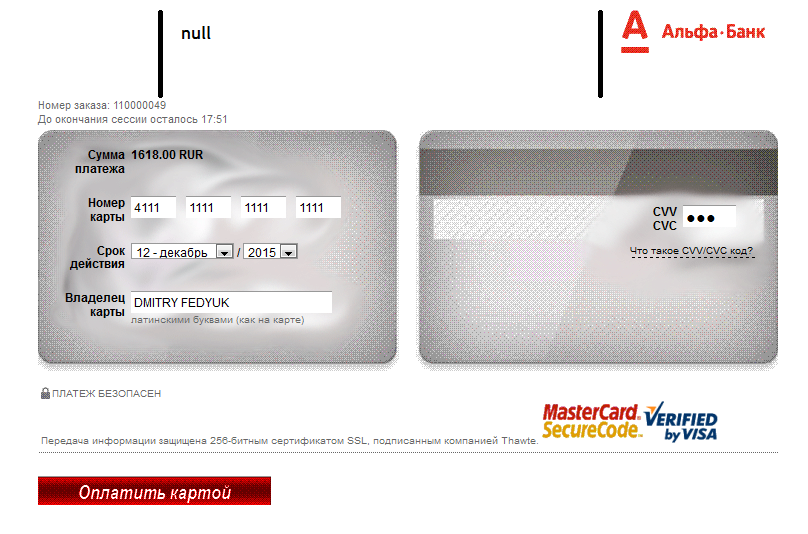 null
Альфа·Банк
Номер заказа: 110000049
До окончания сессии осталось 17:51
Сумма платежа 1618.00 RUR
Номер карты 4111 1111 1111 1111
Срок действия 12 - декабрь / 2015
Владелец карты DMITRY FEDYUK
латинскими буквами (как на карте)
CVV
CVC
Что такое CVV/CVC код?
ПЛАТЕЖ БЕЗОПАСЕН
Передача информации защищена 256-битным сертификатом SSL, подписанным компанией Thawte.
MasterCard.
SecureCode.
VERIFIED
by VISA
Оплатить картой